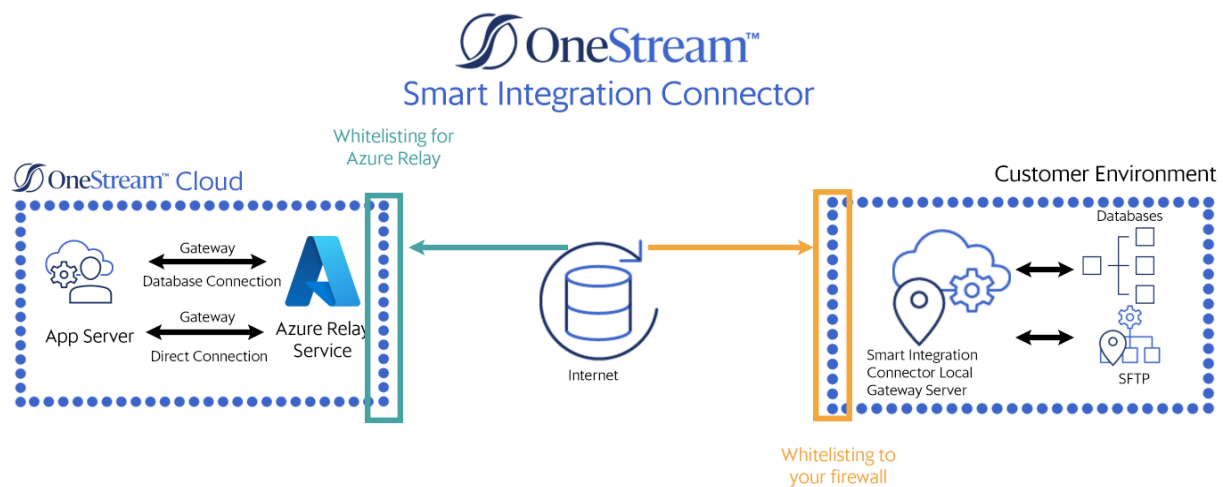 OneStream™
Smart Integration Connector
Whitelisting for
Azure Relay
OneStream™ Cloud
Customer Environment
Gateway
Database Connection
Gateway
Direct Connection
App Server
Azure Relay
Service
Internet
Databases
Smart Integration
Connector Local
Gateway Server
SFTP
Whitelisting to
your firewall